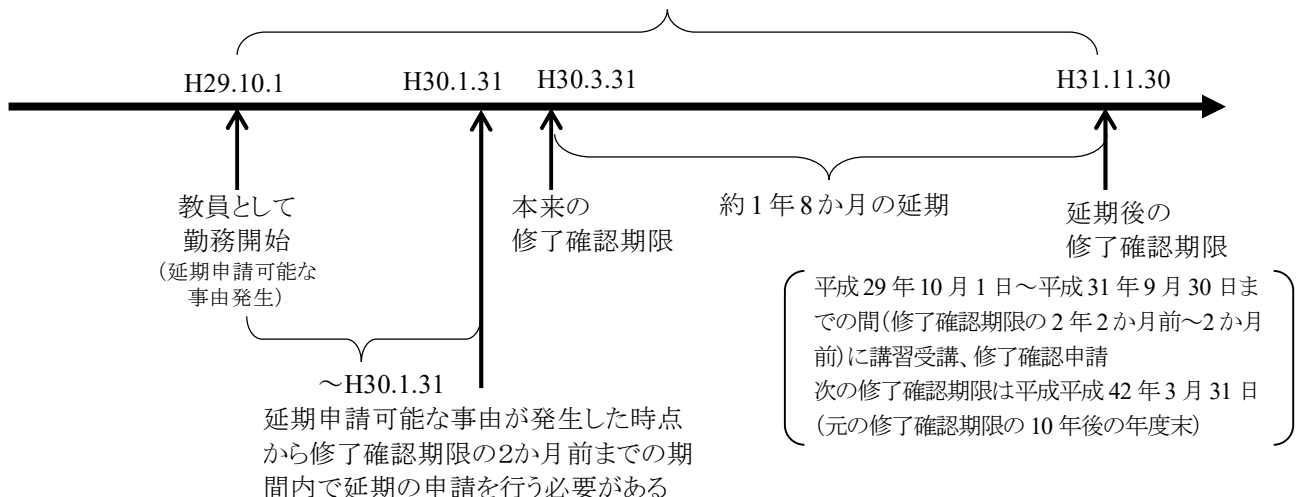 H29.10.1
H30.1.31
H30.3.31
H31.11.30
教員として
勤務開始
(延期申請可能な
事由発生)
本来の
修了確認期限
約1年8か月の延期
延期後の
修了確認期限
平成29年10月1日～平成31年9月30日ま
での間(修了確認期限の2年2か月前～2か月
前)に講習受講、修了確認申請
次の修了確認期限は平成平成42年3月31日
(元の修了確認期限の10年後の年度末)
～H30.1.31
延期申請可能な事由が発生した時点
から修了確認期限の2か月前までの期
間内で延期の申請を行う必要がある